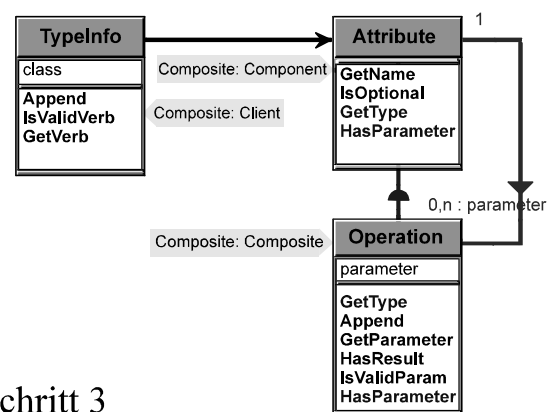 TypeInfo
class
Append
IsValidVerb
GetVerb
Composite: Component
Composite: Client
Attribute
GetName
IsOptional
GetType
HasParameter
1
0,n : parameter
Composite: Composite
Operation
parameter
GetType
Append
GetParameter
HasResult
IsValidParam
HasParameter
chritt 3